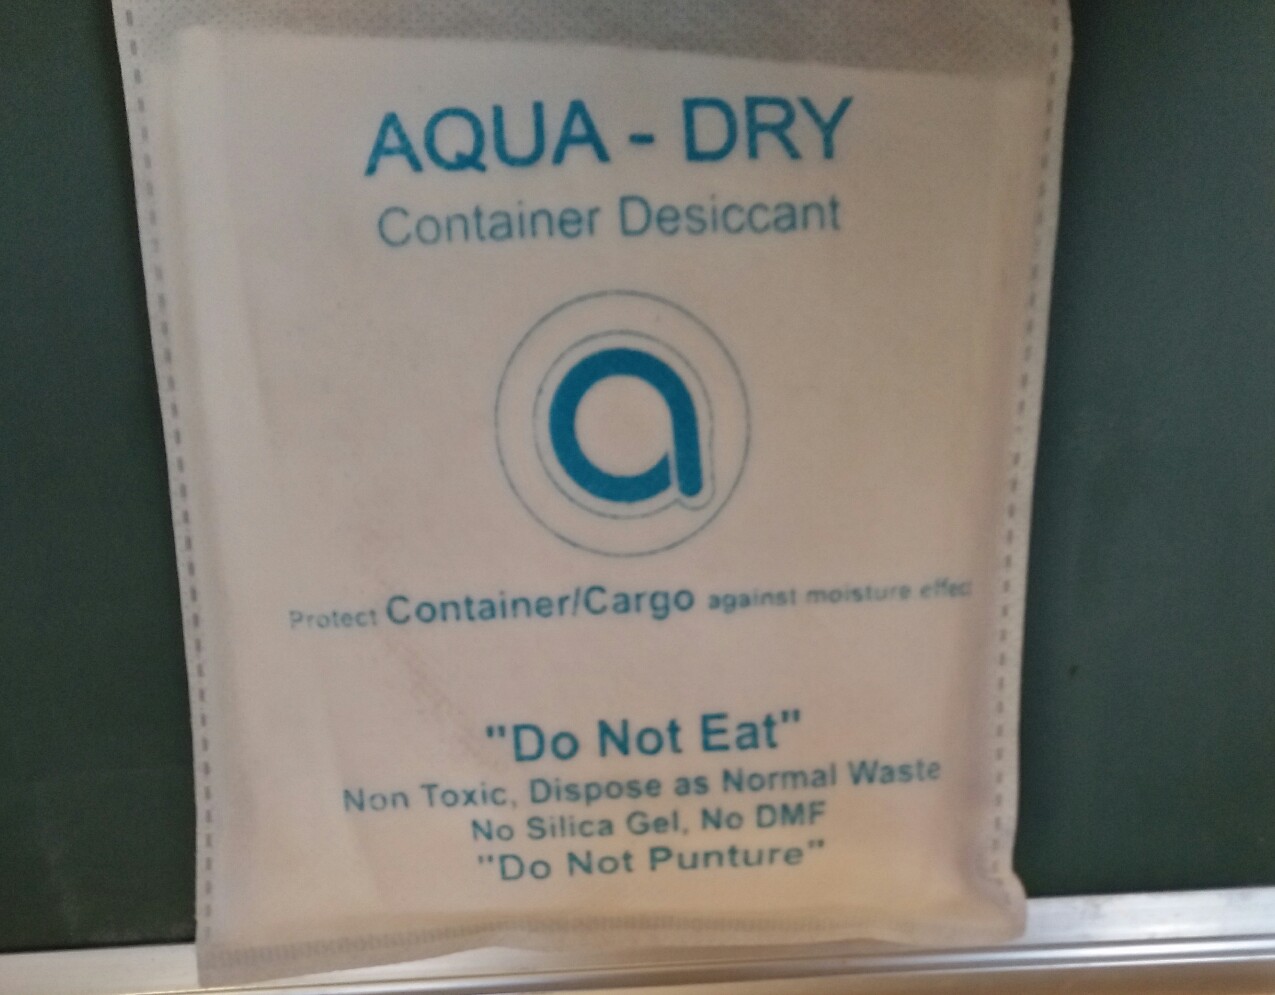 AQUA - DRY
Container Desiccant
a
Protect Container/Cargo against moisture effect
"Do Not Eat"
Non Toxic, Dispose as Normal Waste
No Silica Gel, No DMF
"Do Not Punture"